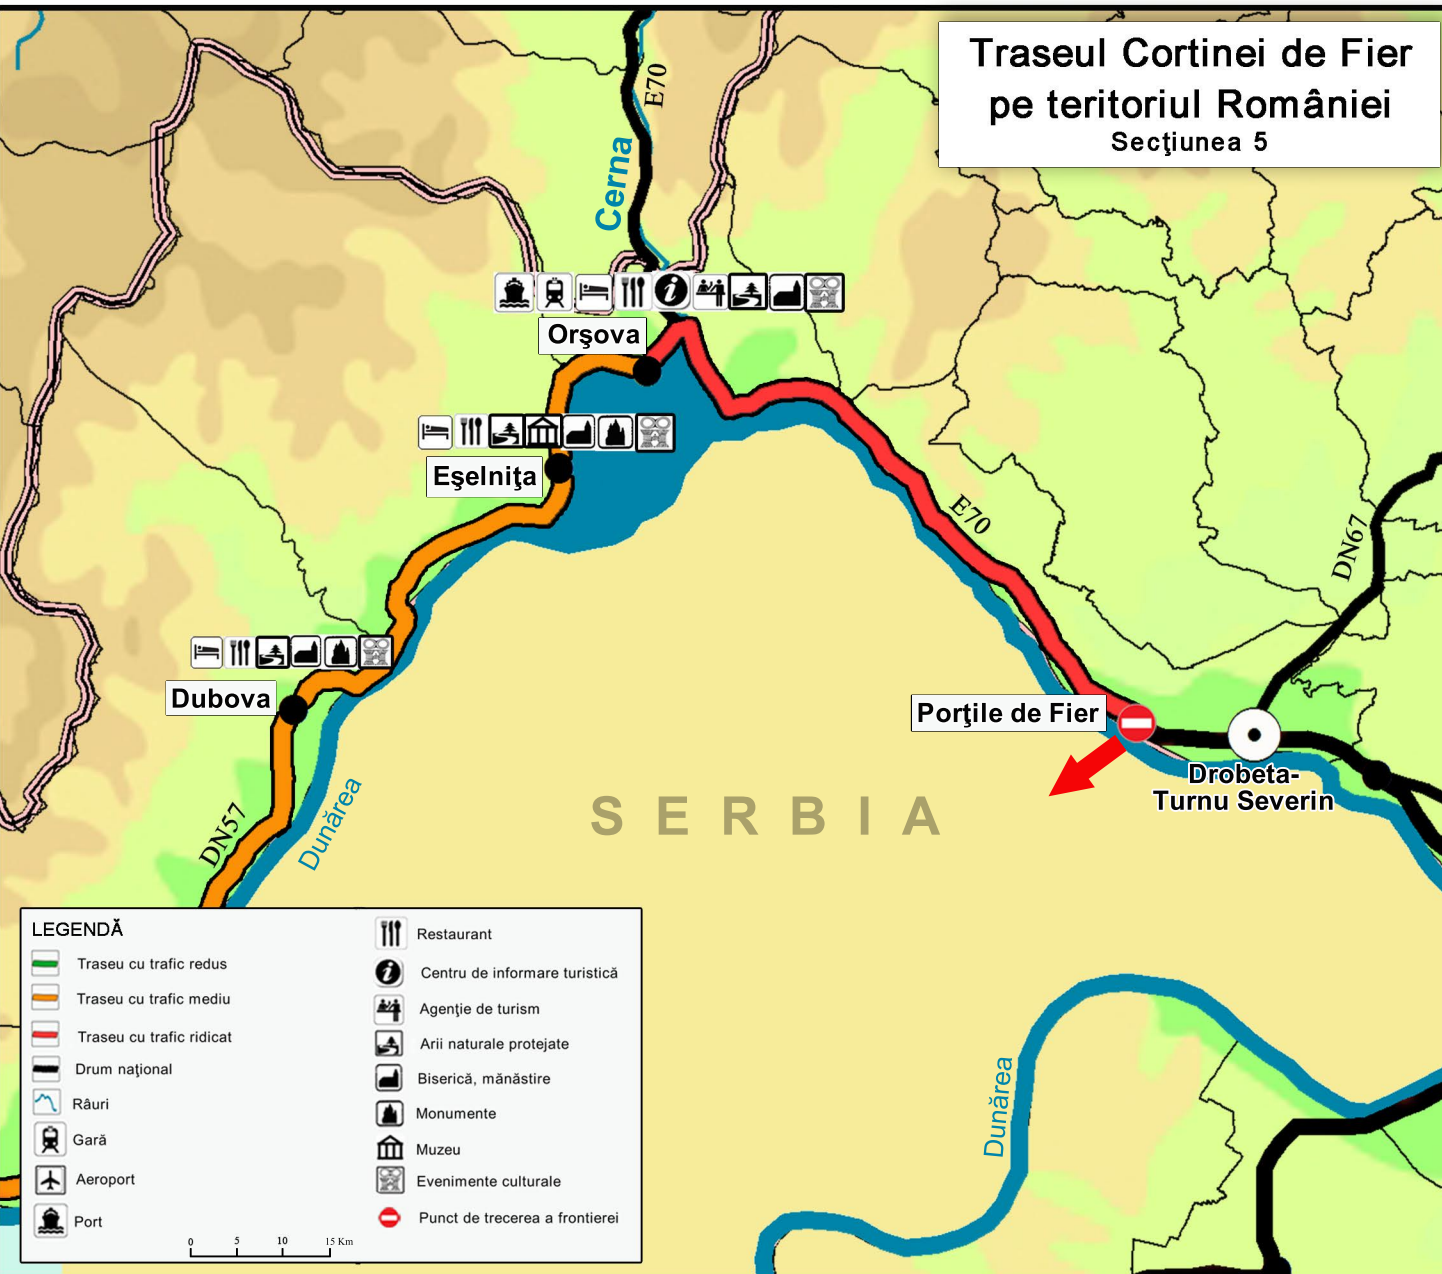 Traseul Cortinei de Fier
pe teritoriul României
Secţiunea 5
E70
Cerna
Orşova
Eşelniţa
E70
DN67
Dubova
Porţile de Fier
Drobeta-
Turnu Severin
SERBIA
DN57
Dunărea
Dunărea
LEGENDĂ
Traseu cu trafic redus
Traseu cu trafic mediu
Traseu cu trafic ridicat
Drum naţional
Râuri
Gară
Aeroport
Port
Restaurant
Centru de informare turistică
Agenţie de turism
Arii naturale protejate
Biserică, mănăstire
Monumente
Muzeu
Evenimente culturale
Punct de trecerea a frontierei
0 5 10 15 Km